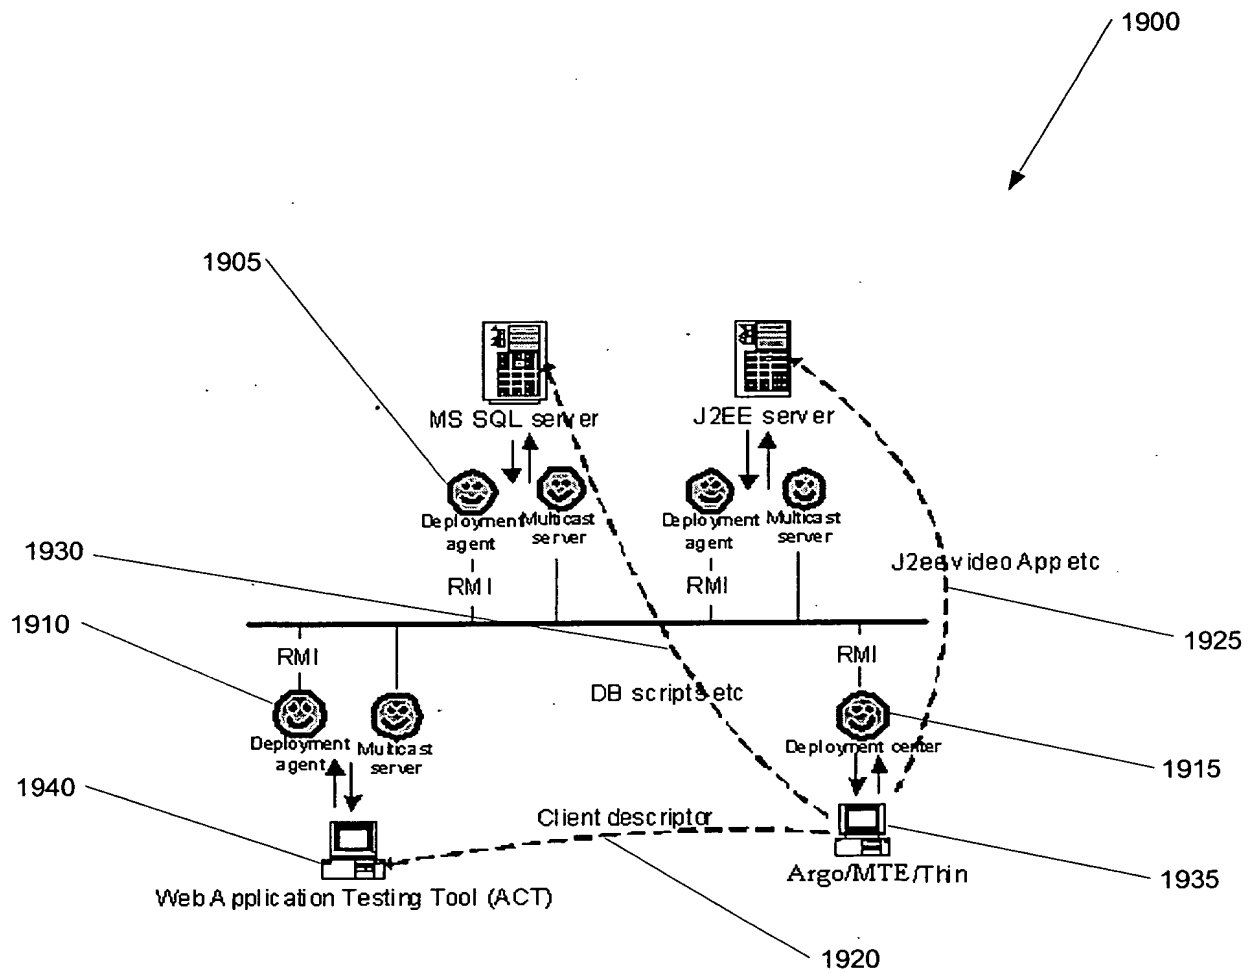 1900
1905
MS SQL server
J2EE server
Deployment
agent
Multicast
server
Deployment
agent
Multicast
server
1930
J2ee video App etc
RMI
RMI
1910
1925
RMI
RMI
DB scripts etc
Deployment
agent
Multicast
server
Deployment center
1915
1940
Client descriptor
Argo/MTE/Thin
1935
Web Application Testing Tool (ACT)
1920